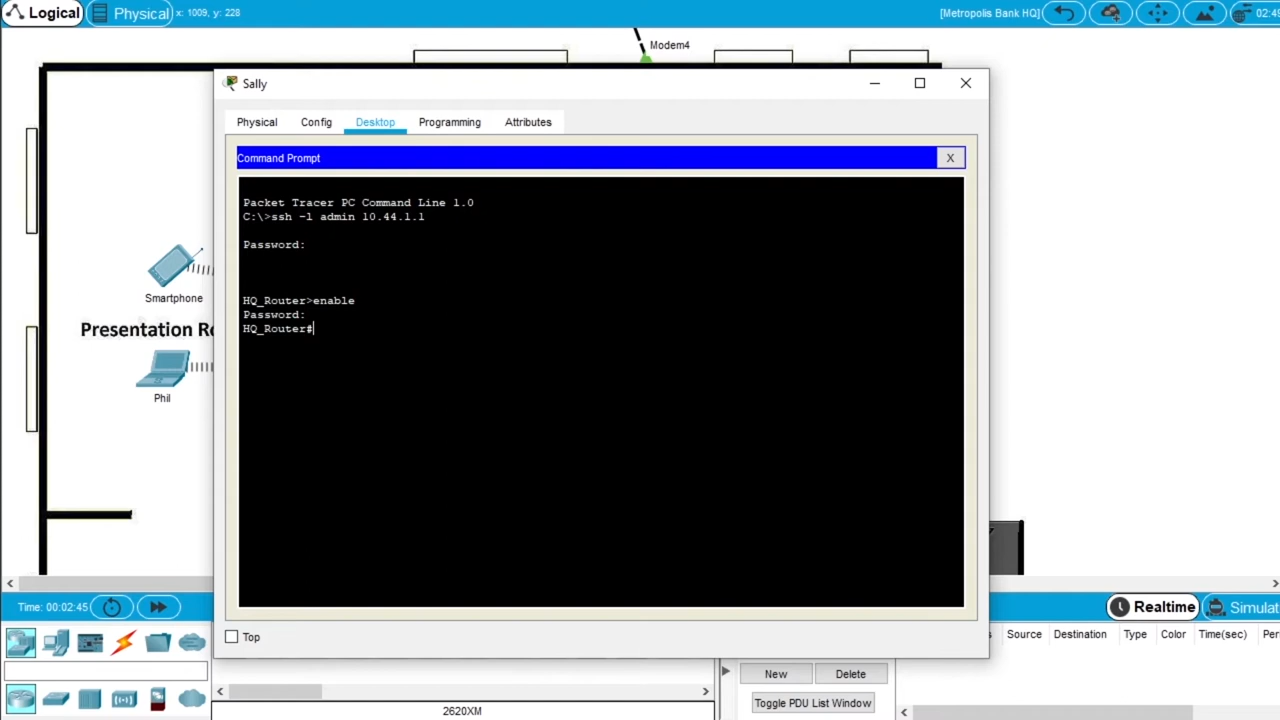 Logical
Physical
x: 1009, y: 228
[Metropolis Bank HQ]
Modem4
Sally
Physical
Config
Desktop
Programming
Attributes
Command Prompt
X
Packet Tracer PC Command Line 1.0
C:\>ssh -l admin 10.44.1.1
Password:
HQ_Router>enable
Password:
HQ_Router#
Smartphone
Presentation
Phil
Top
Time: 00:02:45
Realtime
Source
Destination
Type
Color
Time(sec)
New
Delete
Toggle PDU List Window
2620XM